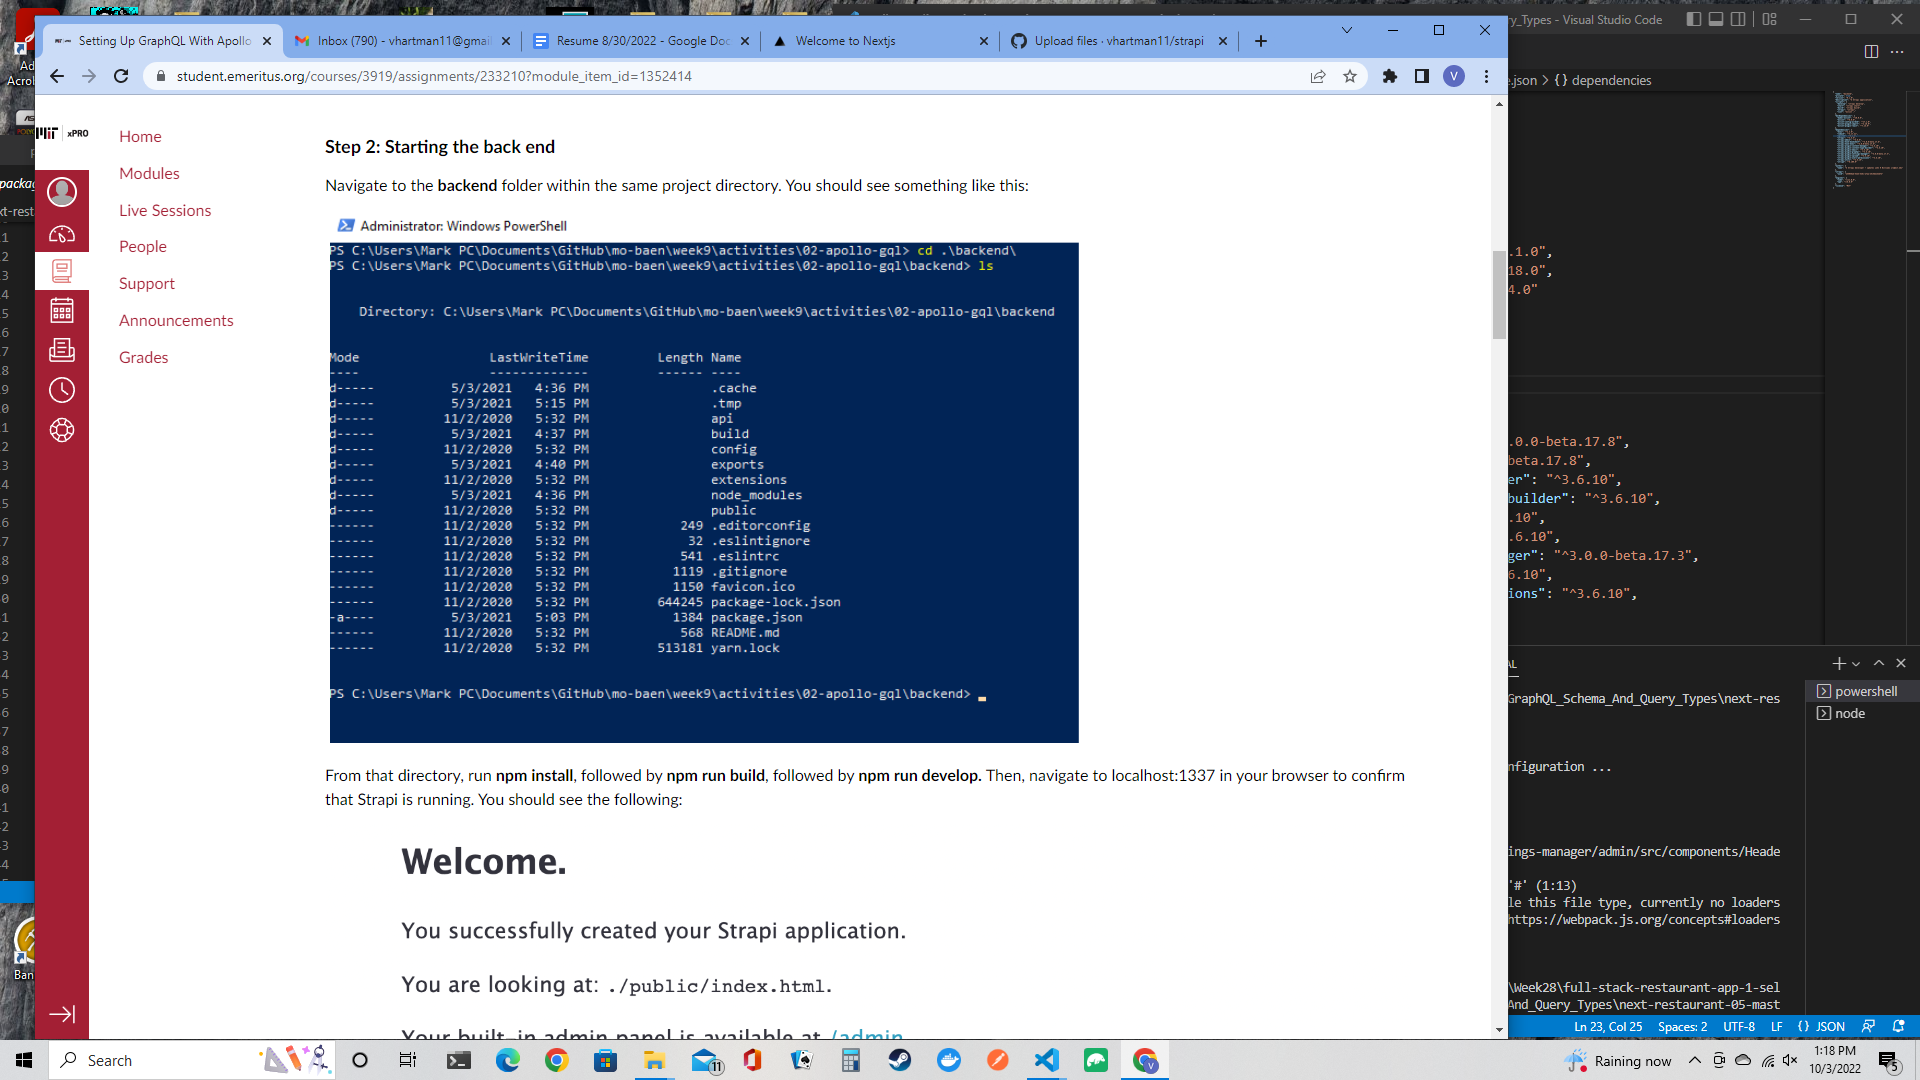 ry_Types - Visual Studio Code
Setting Up GraphQL With Apollo
Inbox (790) - vhartman11@gmai
Resume 8/30/2022 - Google Doc
Welcome to Nextjs
Upload files · vhartman11/strapi
student.emeritus.org/courses/3919/assignments/233210?module_item_id=1352414
V
.json > {} dependencies
MIT xPRO
Home
Modules
Live Sessions
People
Support
Announcements
Grades
Step 2: Starting the back end
Navigate to the backend folder within the same project directory. You should see something like this:
Administrator: Windows PowerShell
PS C:\Users\Mark PC\Documents\GitHub\mo-baen\week9\activities\02-apollo-gql> cd .\backend\
PS C:\Users\Mark PC\Documents\GitHub\mo-baen\week9\activities\02-apollo-gql\backend> ls
Directory: C:\Users\Mark PC\Documents\GitHub\mo-baen\week9\activities\02-apollo-gql\backend
Mode LastWriteTime Length Name
---- ------------- ------ ----
d----- 5/3/2021 4:36 PM .cache
d----- 5/3/2021 5:15 PM .tmp
d----- 11/2/2020 5:32 PM api
d----- 5/3/2021 4:37 PM build
d----- 11/2/2020 5:32 PM config
d----- 5/3/2021 4:40 PM exports
d----- 11/2/2020 5:32 PM extensions
d----- 5/3/2021 4:36 PM node_modules
d----- 11/2/2020 5:32 PM public
------ 11/2/2020 5:32 PM 249 .editorconfig
------ 11/2/2020 5:32 PM 32 .eslintignore
------ 11/2/2020 5:32 PM 541 .eslintrc
------ 11/2/2020 5:32 PM 1119 .gitignore
------ 11/2/2020 5:32 PM 1150 favicon.ico
------ 11/2/2020 5:32 PM 644245 package-lock.json
-a---- 5/3/2021 5:03 PM 1384 package.json
------ 11/2/2020 5:32 PM 568 README.md
------ 11/2/2020 5:32 PM 513181 yarn.lock
PS C:\Users\Mark PC\Documents\GitHub\mo-baen\week9\activities\02-apollo-gql\backend> _
From that directory, run npm install, followed by npm run build, followed by npm run develop. Then, navigate to localhost:1337 in your browser to confirm
that Strapi is running. You should see the following:
Welcome.
You successfully created your Strapi application.
You are looking at: ./public/index.html.
Your built-in admin panel is available at /admin
.1.0",
18.0",
4.0"
.0.0-beta.17.8",
beta.17.8",
er": "^3.6.10",
builder": "^3.6.10",
.10",
.6.10",
ger": "^3.0.0-beta.17.3",
6.10",
ions": "^3.6.10",
powershell
node
GraphQL_Schema_And_Query_Types\next-res
nfiguration ...
ings-manager/admin/src/components/Heade
'#' (1:13)
le this file type, currently no loaders
https://webpack.js.org/concepts#loaders
\Week28\full-stack-restaurant-app-1-sel
And_Query_Types\next-restaurant-05-mast
Ln 23, Col 25 Spaces: 2 UTF-8 LF {} JSON
Search
11
Raining now
1:18 PM
10/3/2022
5